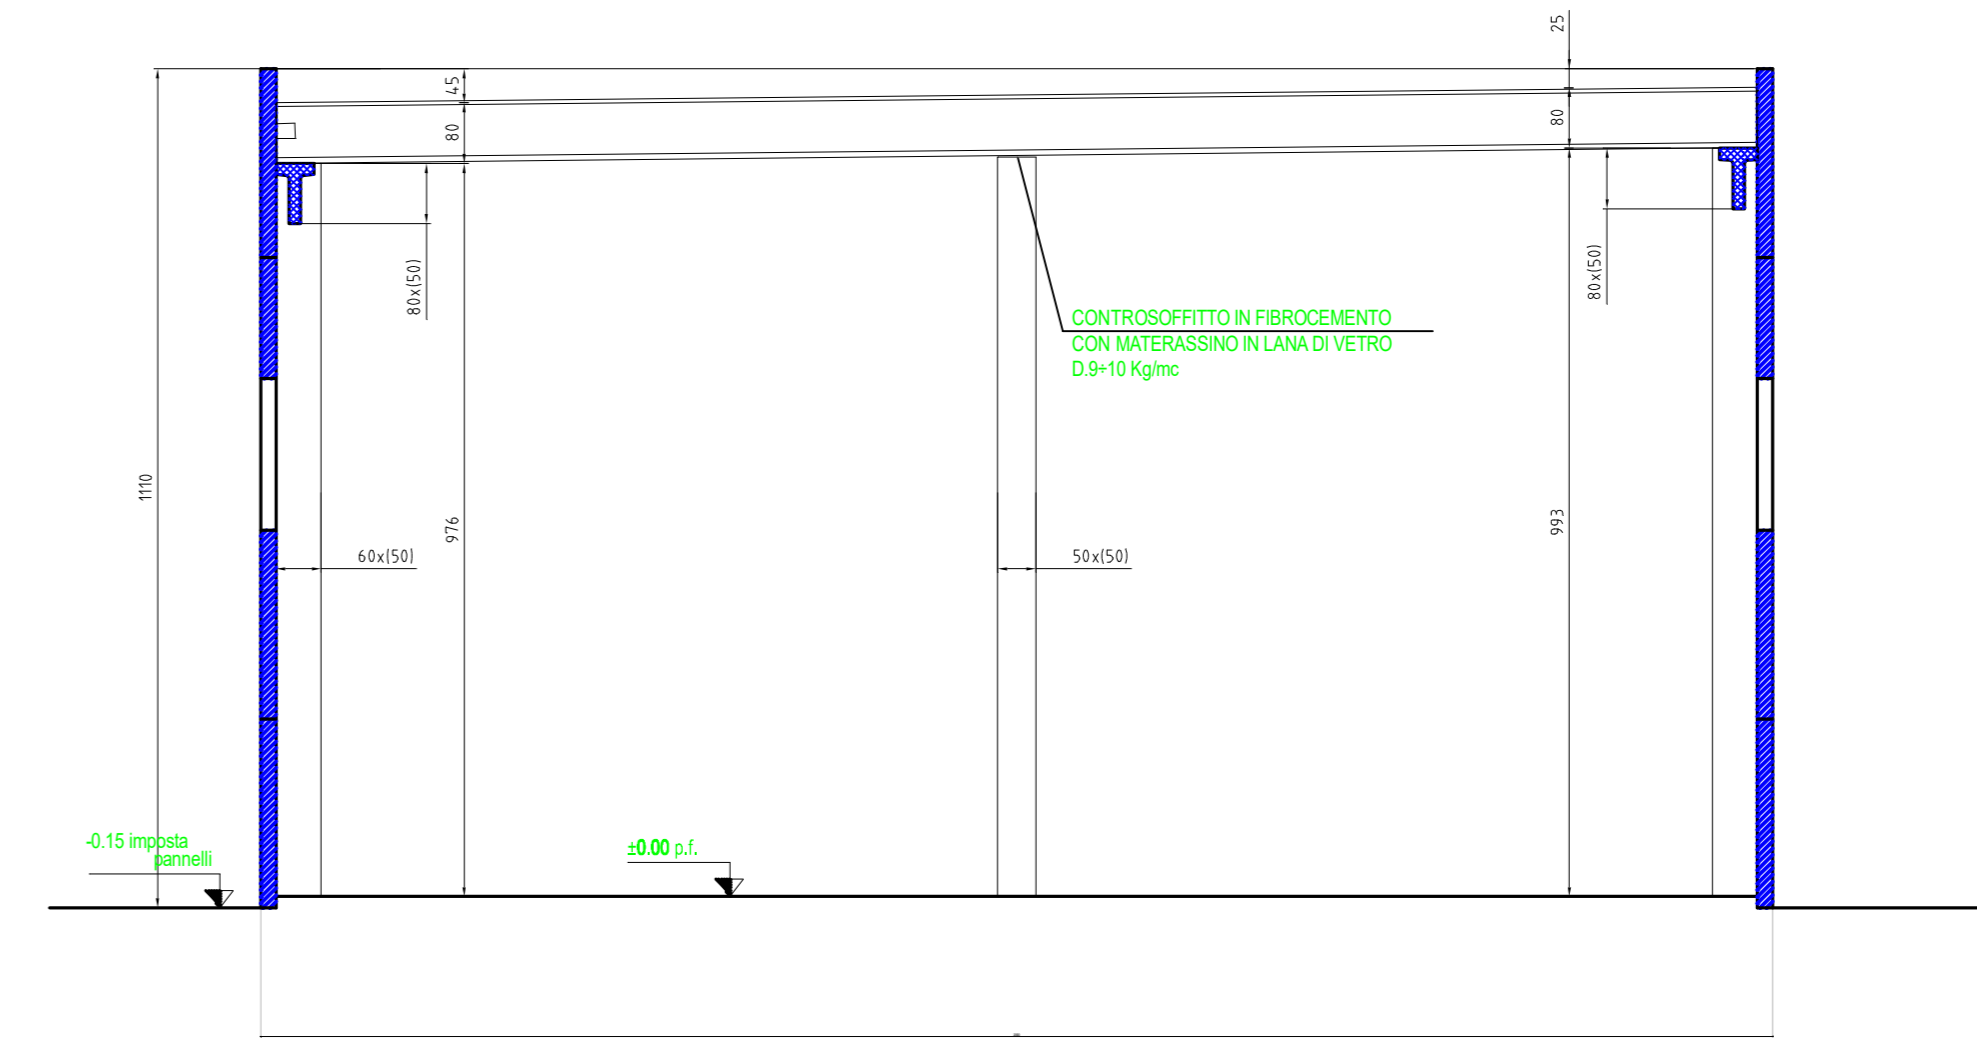 25
45
80
80
80x(50)
80x(50)
CONTROSOFFITTO IN FIBROCEMENTO
CON MATERASSINO IN LANA DI VETRO
D.9÷10 Kg/mc
1110
976
993
60x(50)
50x(50)
-0.15 imposta
pannelli
±0.00 p.f.